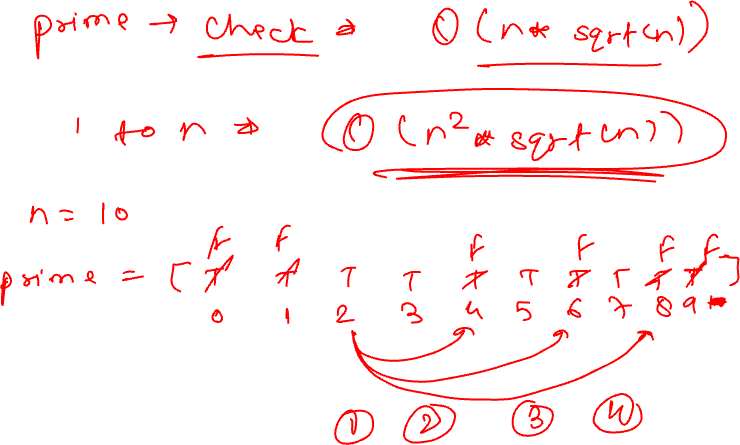 prime → check ⇒ O(n* sqrt(n))
1 to n ⇒ O(n² * sqrt(n))
n = 10
F F F F F F
prime = [ T T T T T T T T T T ]
0 1 2 3 4 5 6 7 8 9
1 2 3 4